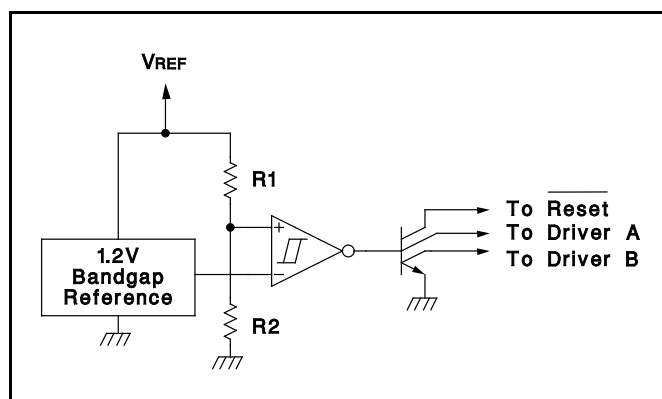 VREF
R1
+
−
1.2V
Bandgap
Reference
R2
To Reset
To Driver A
To Driver B